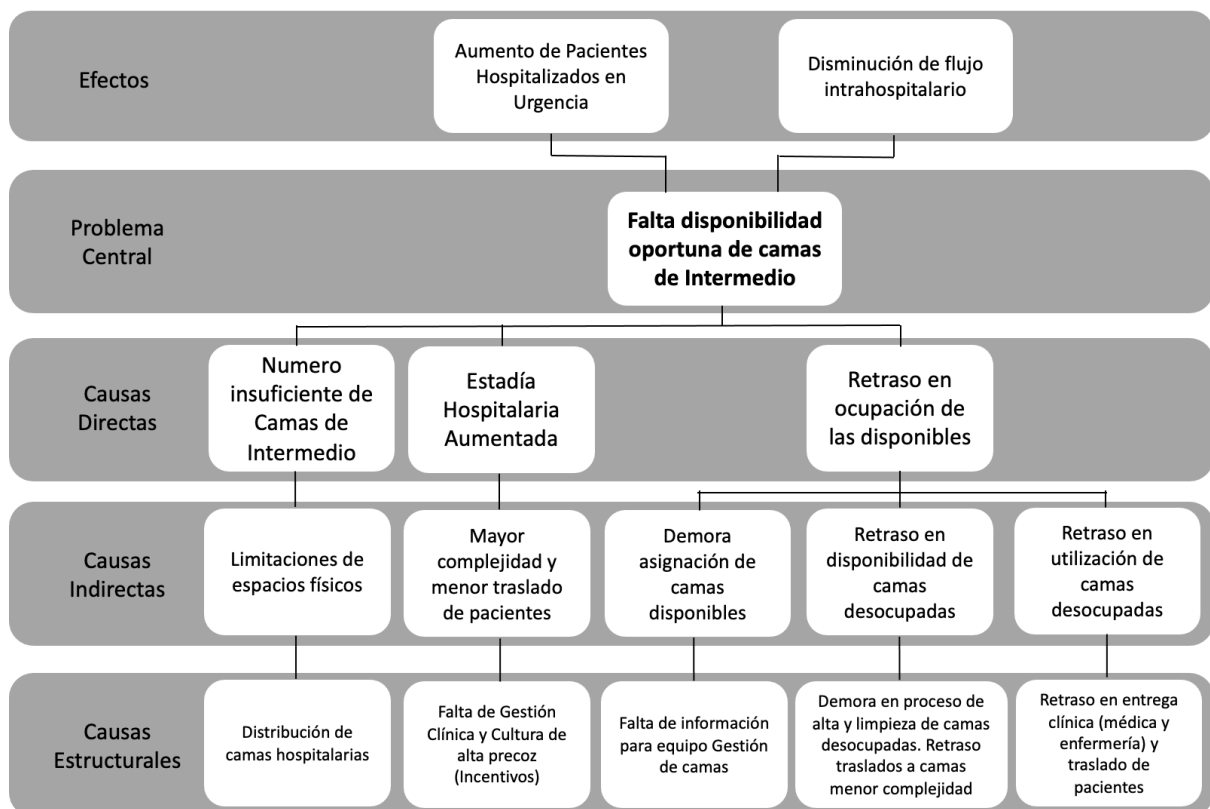 Efectos
Aumento de Pacientes
Hospitalizados en
Urgencia
Disminución de flujo
intrahospitalario
Problema
Central
Falta disponibilidad
oportuna de camas
de Intermedio
Causas
Directas
Numero
insuficiente de
Camas de
Intermedio
Estadía
Hospitalaria
Aumentada
Retraso en
ocupación de
las disponibles
Causas
Indirectas
Limitaciones de
espacios físicos
Mayor
complejidad y
menor traslado
de pacientes
Demora
asignación de
camas
disponibles
Retraso en
disponibilidad de
camas
desocupadas
Retraso en
utilización de
camas
desocupadas
Causas
Estructurales
Distribución de
camas hospitalarias
Falta de Gestión
Clínica y Cultura de
alta precoz
(Incentivos)
Falta de información
para equipo Gestión
de camas
Demora en proceso de
alta y limpieza de camas
desocupadas. Retraso
traslados a camas
menor complejidad
Retraso en entrega
clínica (médica y
enfermería) y
traslado de
pacientes